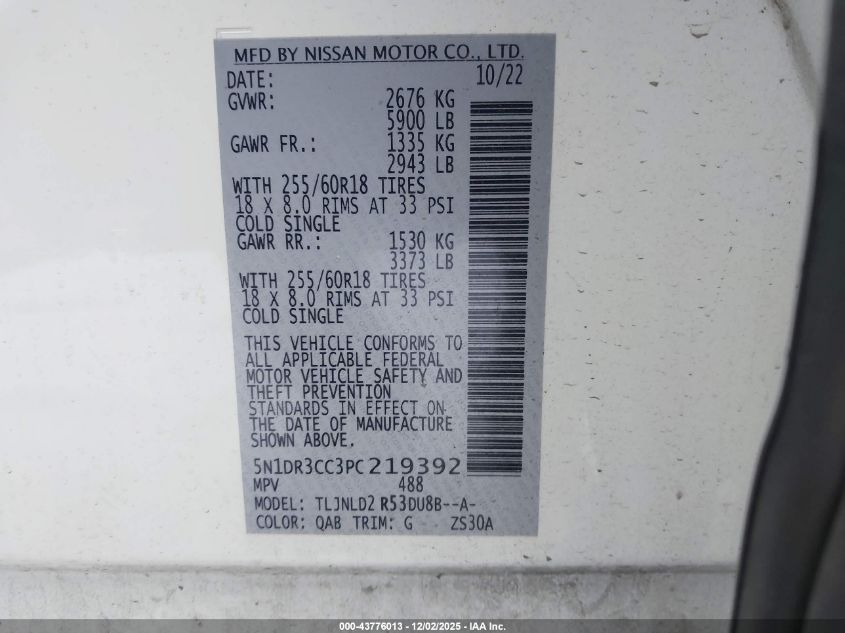 MFD BY NISSAN MOTOR CO., LTD.
DATE: 10/22
GVWR: 2676 KG
5900 LB
GAWR FR.: 1335 KG
2943 LB
WITH 255/60R18 TIRES
18 X 8.0 RIMS AT 33 PSI
COLD SINGLE
GAWR RR.: 1530 KG
3373 LB
WITH 255/60R18 TIRES
18 X 8.0 RIMS AT 33 PSI
COLD SINGLE
THIS VEHICLE CONFORMS TO
ALL APPLICABLE FEDERAL
MOTOR VEHICLE SAFETY AND
THEFT PREVENTION
STANDARDS IN EFFECT ON
THE DATE OF MANUFACTURE
SHOWN ABOVE.
5N1DR3CC3PC219392
MPV 488
MODEL: TLJNLD2 R53DU8B--A-
COLOR: QAB TRIM: G ZS30A
000-43776013 - 12/02/2025 - IAA Inc.